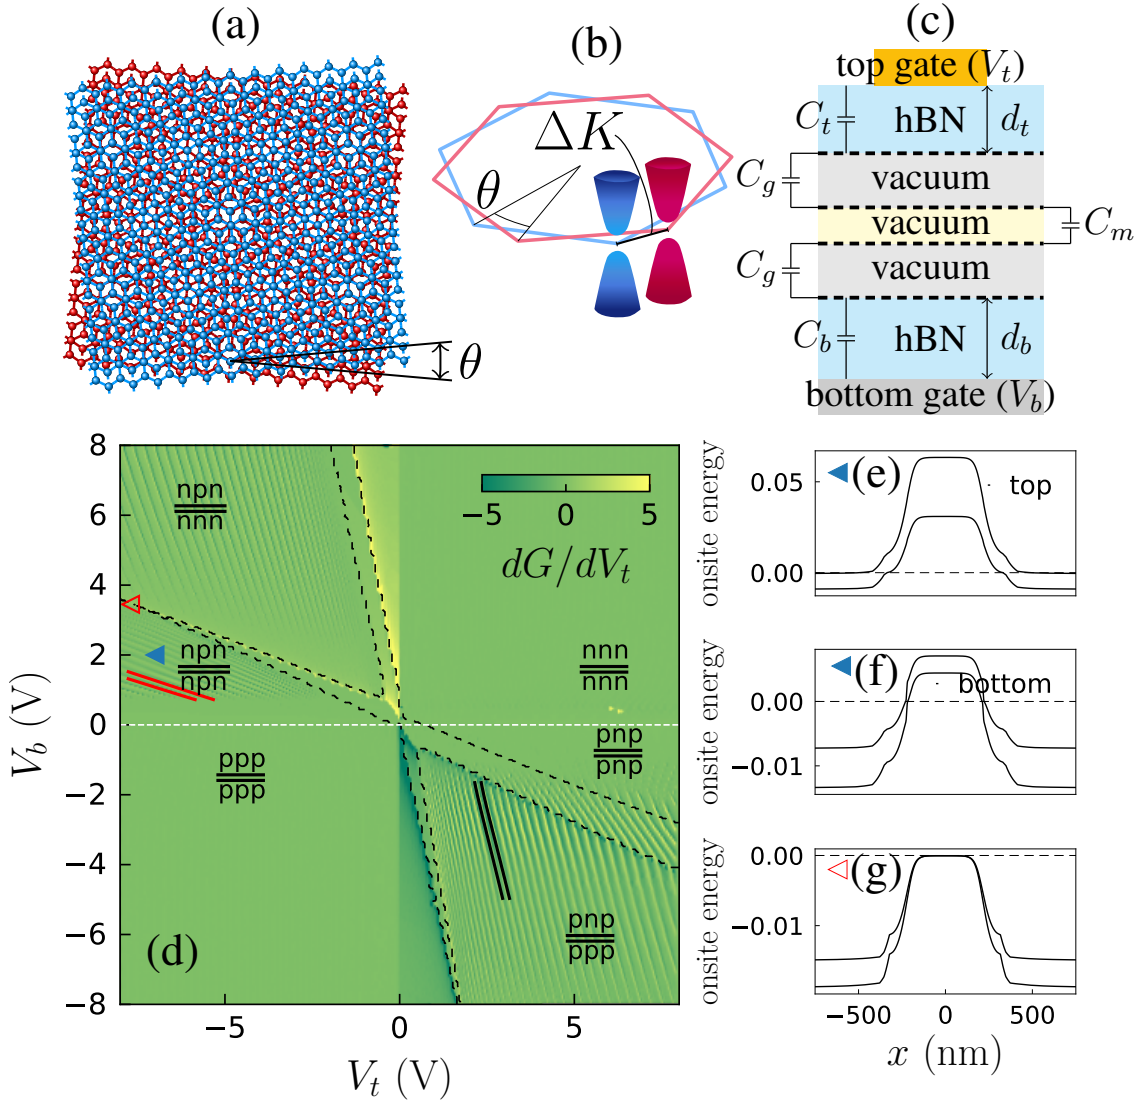 (a)
θ
(b)
ΔK
θ
(c)
top gate (V_t)
C_t
hBN
d_t
C_g
vacuum
vacuum
C_m
C_g
vacuum
C_b
hBN
d_b
bottom gate (V_b)
8
6
4
2
0
−2
−4
−6
−8
V_b (V)
npn
nnn
−5 0 5
dG/dV_t
npn
npn
nnn
nnn
ppp
ppp
pnp
pnp
pnp
ppp
(d)
−5 0 5
V_t (V)
onsite energy
0.05
0.00
(e)
top
onsite energy
0.00
−0.01
(f)
bottom
onsite energy
0.00
−0.01
(g)
−500 0 500
x (nm)